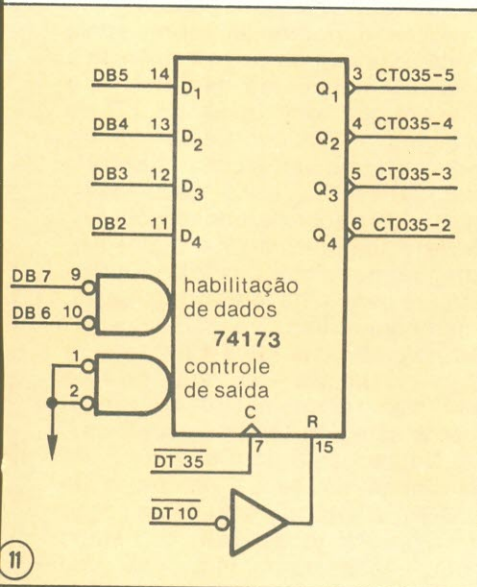 DB5 14 D1 Q1 3 CT035-5
DB4 13 D2 Q2 4 CT035-4
DB3 12 D3 Q3 5 CT035-3
DB2 11 D4 Q4 6 CT035-2
DB 7 9
DB 6 10
habilitação
de dados
74173
1
2
controle
de saída
C R
7 15
DT 35
DT 10
11